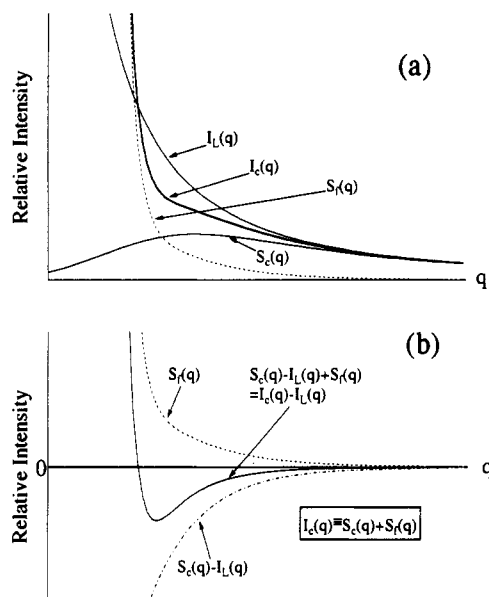 (a)
Relative Intensity
I_L(q)
I_c(q)
S_f(q)
S_c(q)
q
(b)
Relative Intensity
S_f(q)
S_c(q)-I_L(q)+S_f(q)
=I_c(q)-I_L(q)
0
q
I_c(q)≡S_c(q)+S_f(q)
S_c(q)-I_L(q)